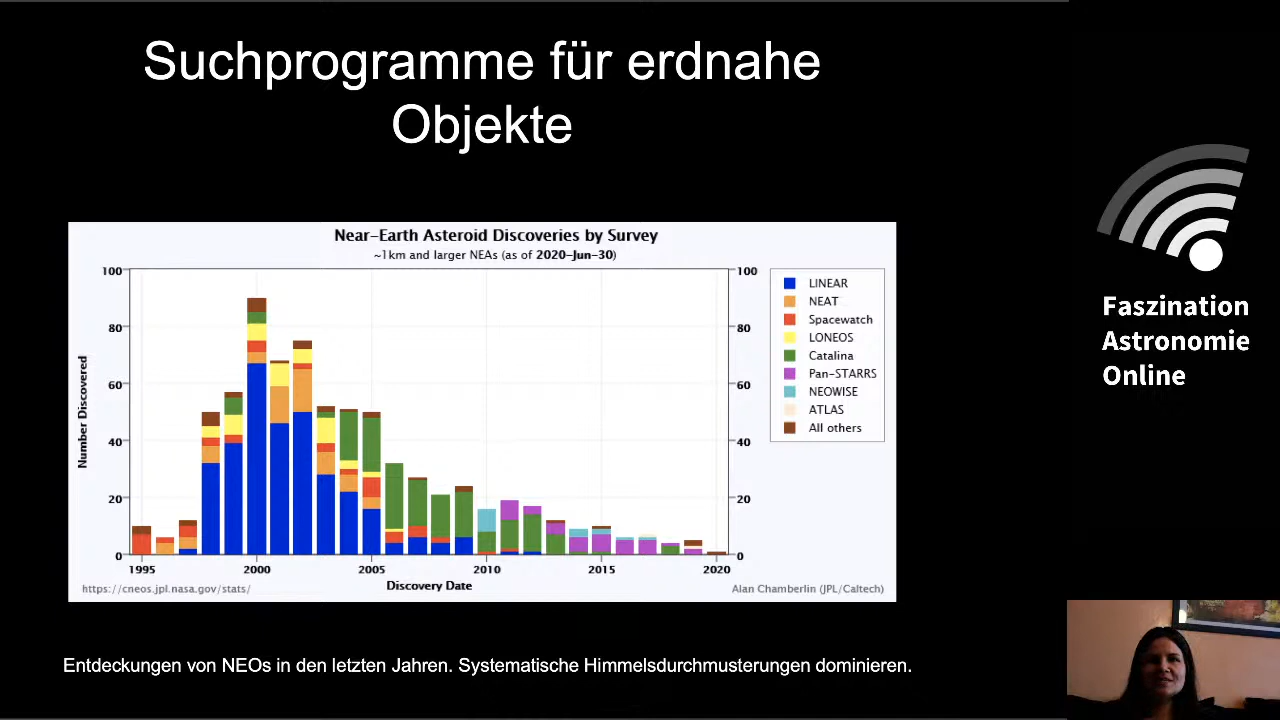 Suchprogramme für erdnahe
Objekte
Near-Earth Asteroid Discoveries by Survey
~1km and larger NEAs (as of 2020-Jun-30)
Number Discovered
100
80
60
40
20
0
100
80
60
40
20
0
1995
2000
2005
2010
2015
2020
Discovery Date
https://cneos.jpl.nasa.gov/stats/
Alan Chamberlin (JPL/Caltech)
LINEAR
NEAT
Spacewatch
LONEOS
Catalina
Pan-STARRS
NEOWISE
ATLAS
All others
Entdeckungen von NEOs in den letzten Jahren. Systematische Himmelsdurchmusterungen dominieren.
Faszination
Astronomie
Online